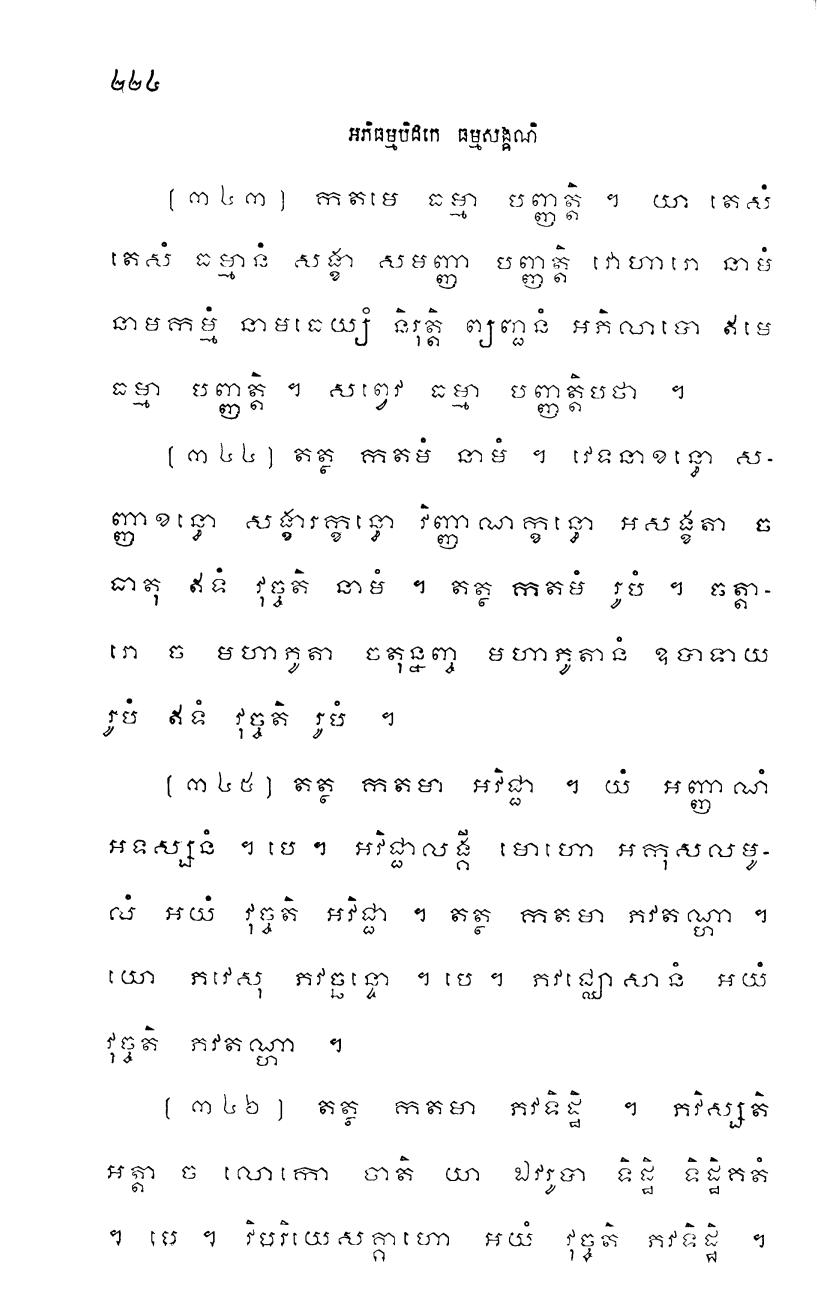 ២២៤
អភិធម្មបិដកេ ធម្មសង្គណិ
[៣៤៣] កតមេ ធម្មា បញ្ញត្តិ ។ យា តេសំ
តេសំ ធម្មានំ សង្ខា សមញ្ញា បញ្ញត្តិ វោហារោ នាមំ
នាមកម្មំ នាមធេយ្យំ និរុត្តិ ព្យញ្ជនំ អភិលាបោ ឥមេ
ធម្មា បញ្ញត្តិ ។ សព្វេវ ធម្មា បញ្ញត្តិបថា ។
[៣៤៤] តត្ថ កតមំ នាមំ ។ វេទនាខន្ធោ ស-
ញ្ញាខន្ធោ សង្ខារក្ខន្ធោ វិញ្ញាណក្ខន្ធោ អសង្ខតា ច
ធាតុ ឥទំ វុច្ចតិ នាមំ ។ តត្ថ កតមំ រូបំ ។ ចត្តា-
រោ ច មហាភូតា ចតុន្នញ្ច មហាភូតានំ ឧបាទាយ
រូបំ ឥទំ វុច្ចតិ រូបំ ។
[៣៤៥] តត្ថ កតមា អវិជ្ជា ។ យំ អញ្ញាណំ
អទស្សនំ ។ បេ ។ អវិជ្ជាលង្គី មោហោ អកុសលមូ-
លំ អយំ វុច្ចតិ អវិជ្ជា ។ តត្ថ កតមា ភវតណ្ហា ។
យោ ភវេសុ ភវច្ឆន្ទោ ។ បេ ។ ភវជ្ឈោសានំ អយំ
វុច្ចតិ ភវតណ្ហា ។
[៣៤៦] តត្ថ កតមា ភវទិដ្ឋិ ។ ភវិស្សតិ
អត្តា ច លោកោ ចាតិ យា ឯវរូបា ទិដ្ឋិ ទិដ្ឋិគតំ
។ បេ ។ វិបរិយេសគ្គាហោ អយំ វុច្ចតិ ភវទិដ្ឋិ ។